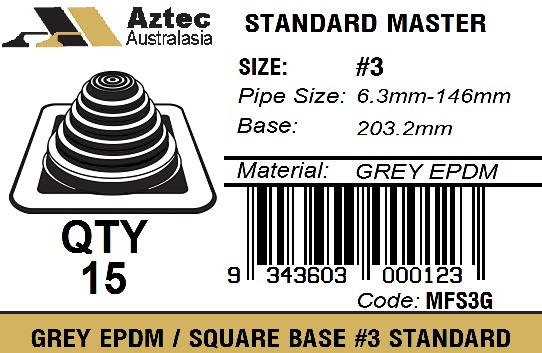 Aztec
Australasia
STANDARD MASTER
SIZE: #3
Pipe Size: 6.3mm-146mm
Base: 203.2mm
Material: GREY EPDM
QTY
15
9 343603 000123
Code: MFS3G
GREY EPDM / SQUARE BASE #3 STANDARD